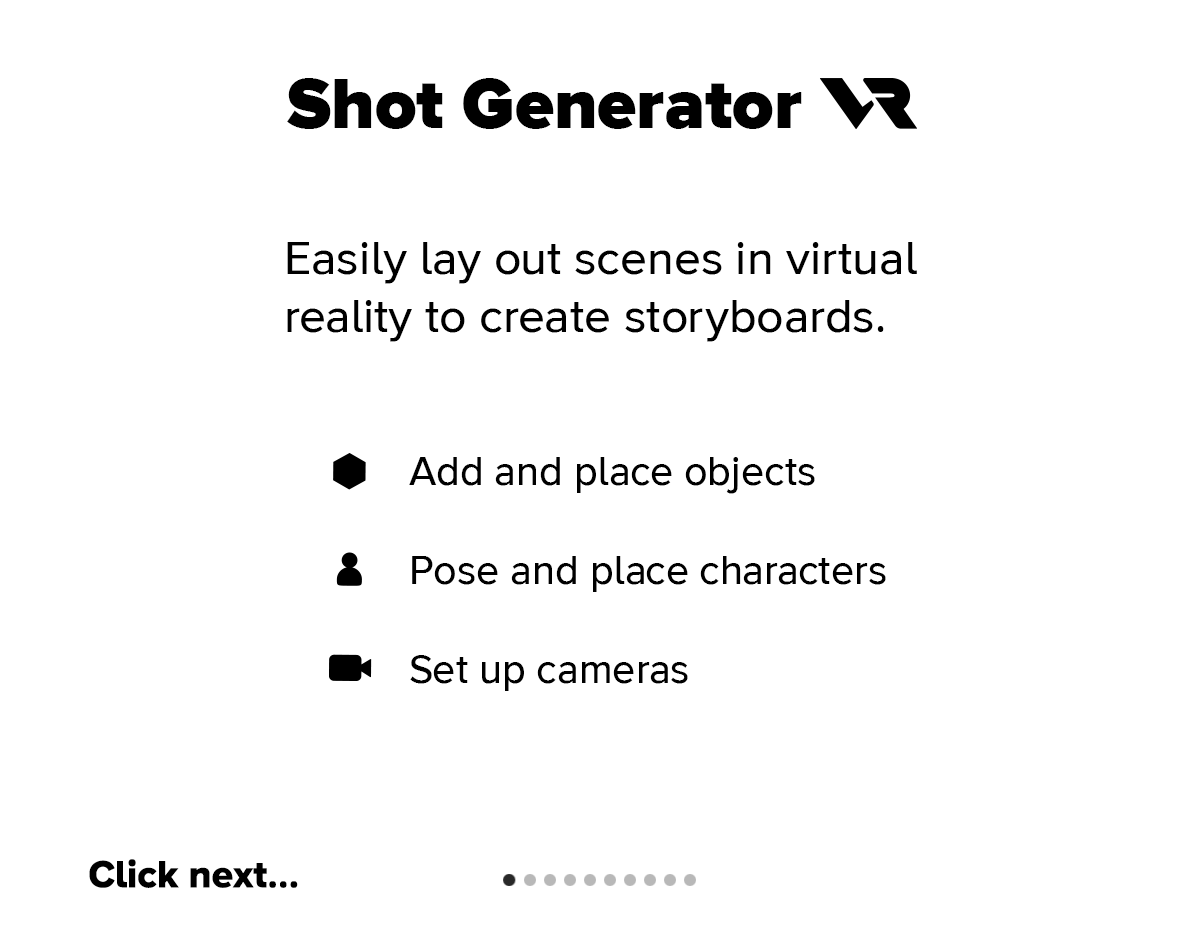 Shot Generator VR
Easily lay out scenes in virtual
reality to create storyboards.
Add and place objects
Pose and place characters
Set up cameras
Click next...